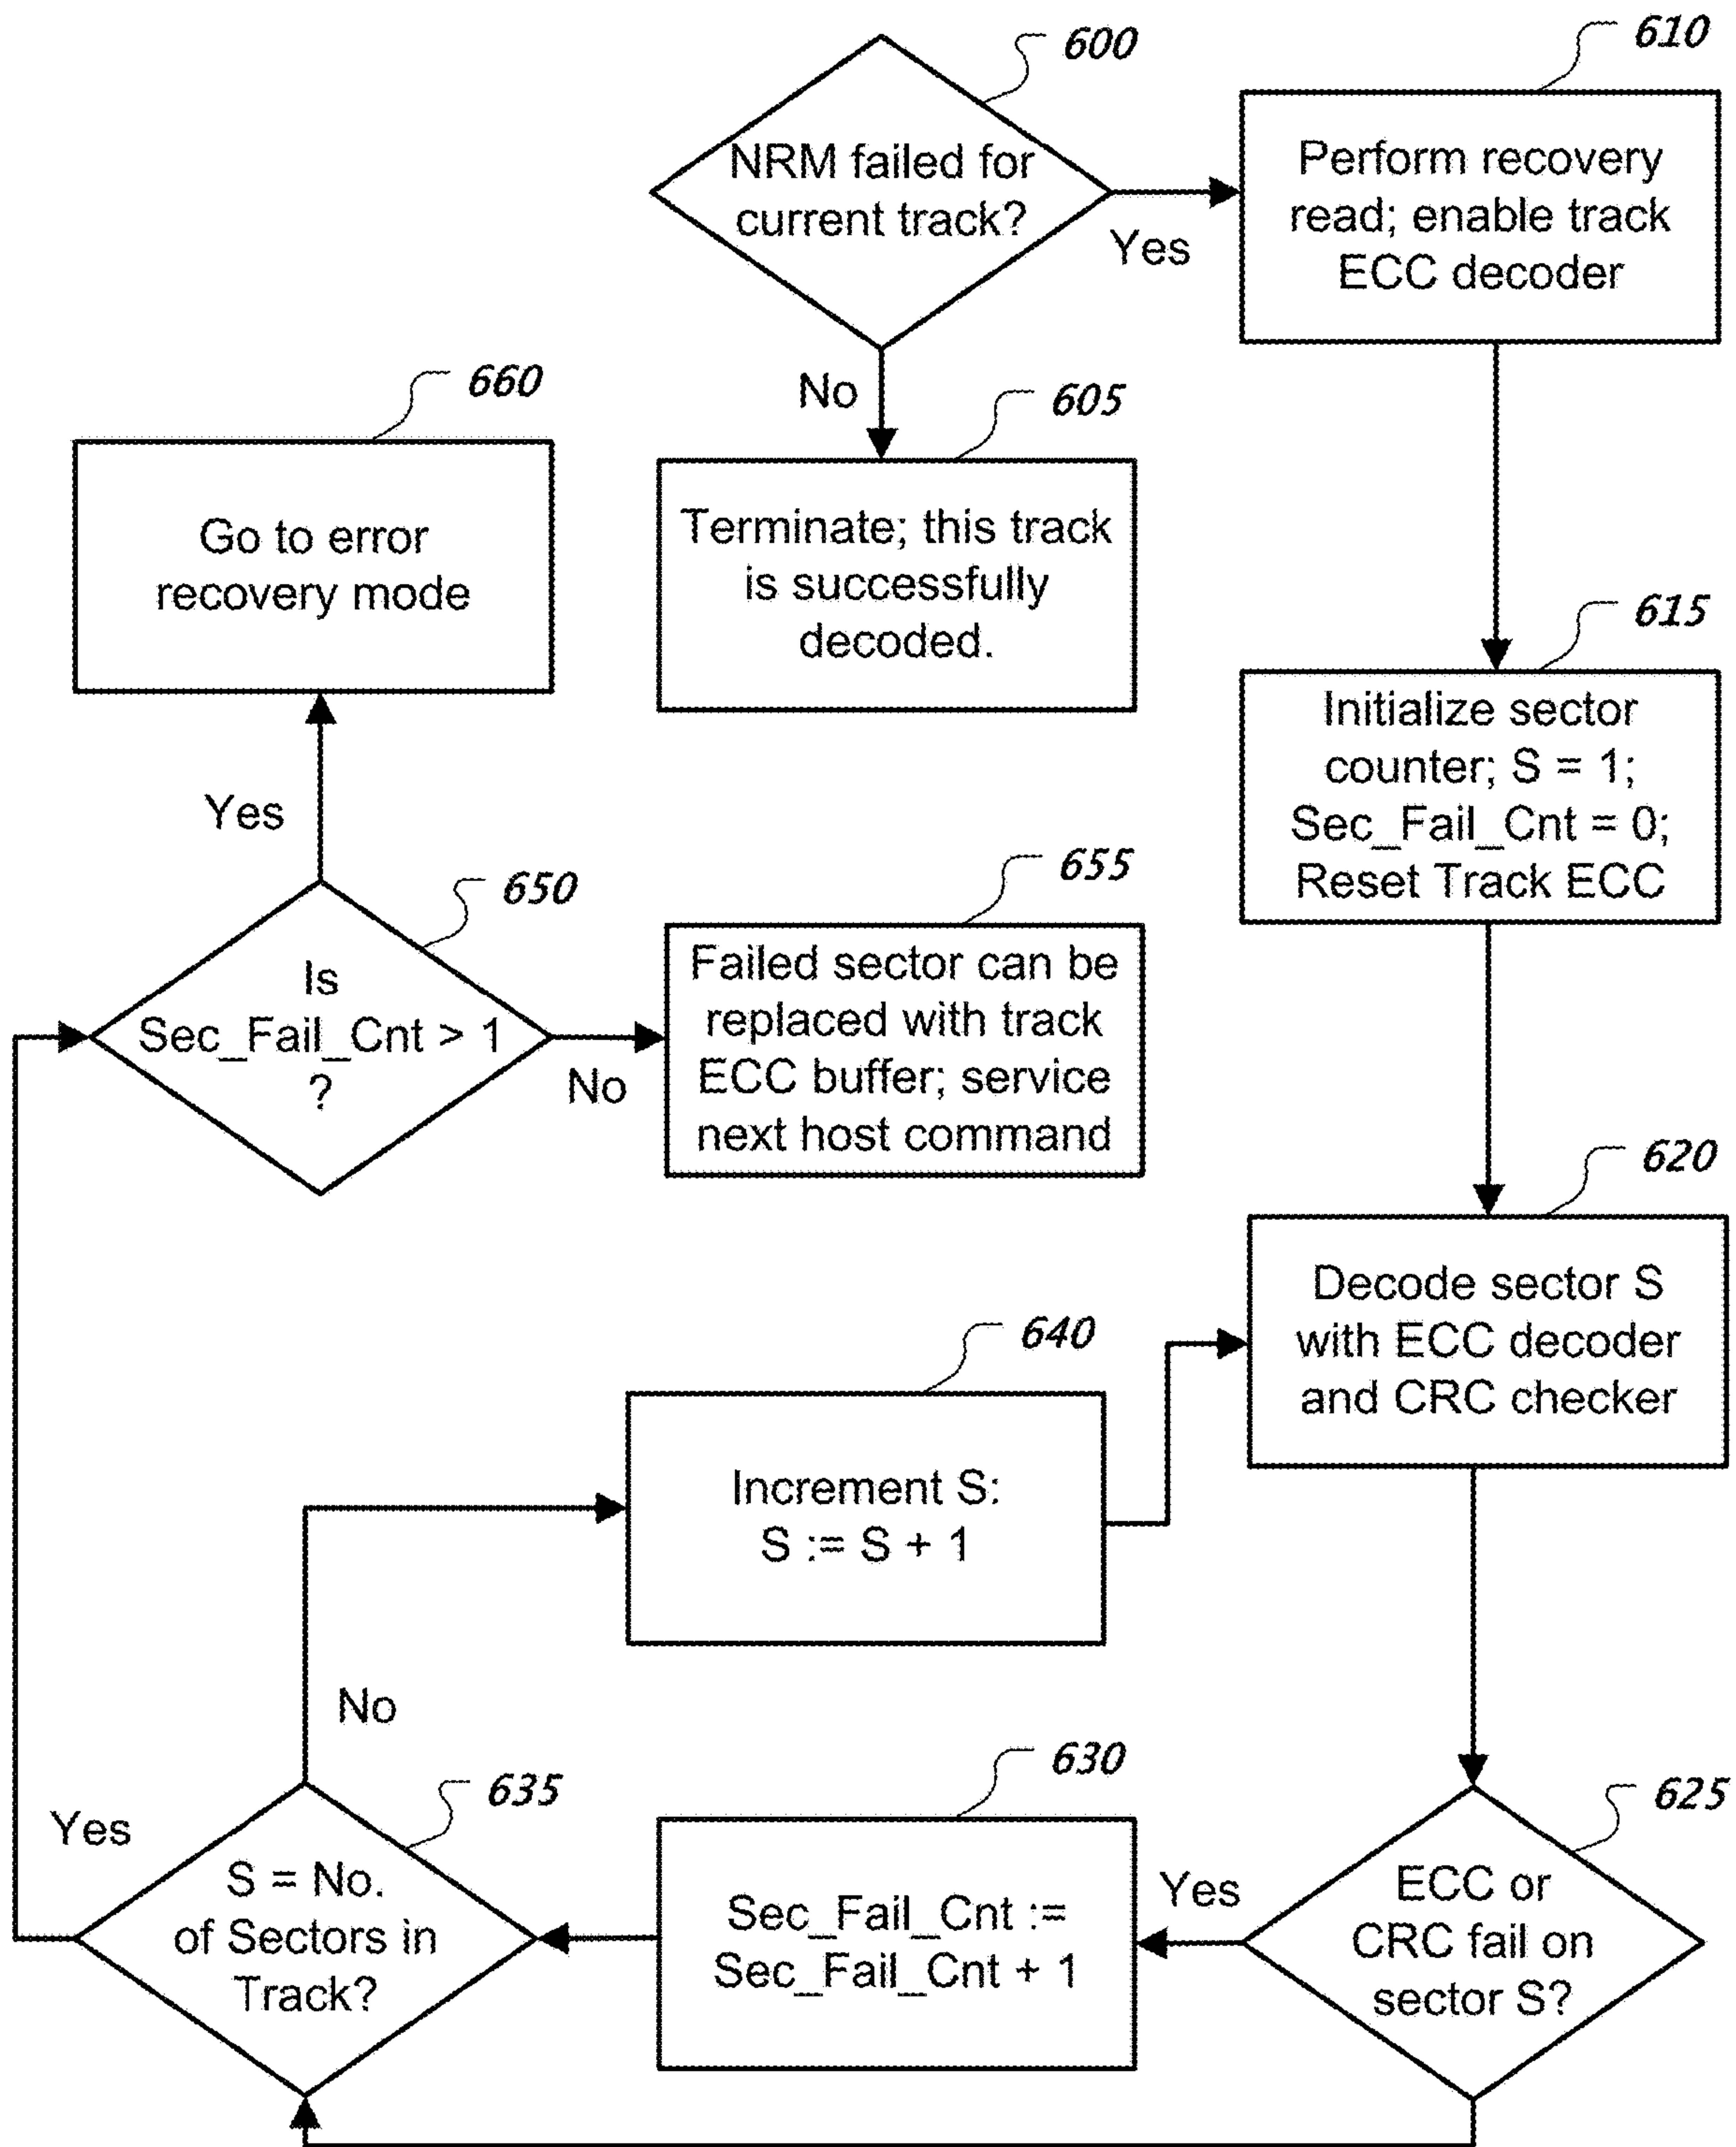 600
NRM failed for
current track?
Yes
No
610
Perform recovery
read; enable track
ECC decoder
605
Terminate; this track
is successfully
decoded.
615
Initialize sector
counter; S = 1;
Sec_Fail_Cnt = 0;
Reset Track ECC
620
Decode sector S
with ECC decoder
and CRC checker
625
ECC or
CRC fail on
sector S?
Yes
630
Sec_Fail_Cnt :=
Sec_Fail_Cnt + 1
635
S = No.
of Sectors in
Track?
No
Yes
640
Increment S:
S := S + 1
650
Is
Sec_Fail_Cnt > 1
?
No
Yes
655
Failed sector can be
replaced with track
ECC buffer; service
next host command
660
Go to error
recovery mode